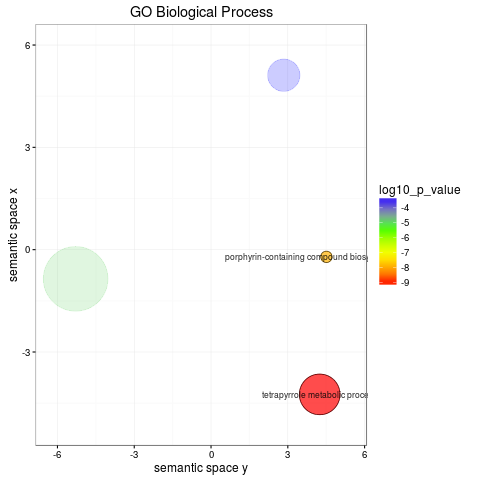 GO Biological Process
6
3
0
-3
semantic space x
porphyrin-containing compound bios
tetrapyrrole metabolic proce
-6
-3
0
3
6
semantic space y
log10_p_value
-4
-5
-6
-7
-8
-9